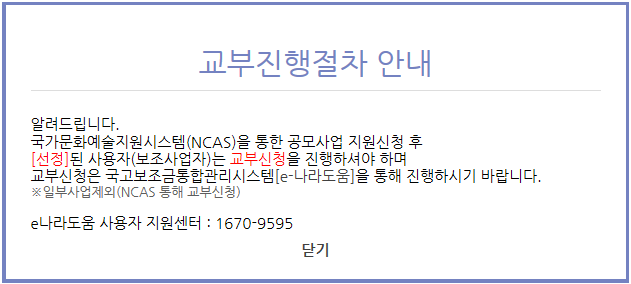 교부진행절차 안내
알려드립니다.
국가문화예술지원시스템(NCAS)을 통한 공모사업 지원신청 후
[선정]된 사용자(보조사업자)는 교부신청을 진행하셔야 하며
교부신청은 국고보조금통합관리시스템[e-나라도움]을 통해 진행하시기 바랍니다.
※일부사업제외(NCAS 통해 교부신청)
e나라도움 사용자 지원센터 : 1670-9595
닫기